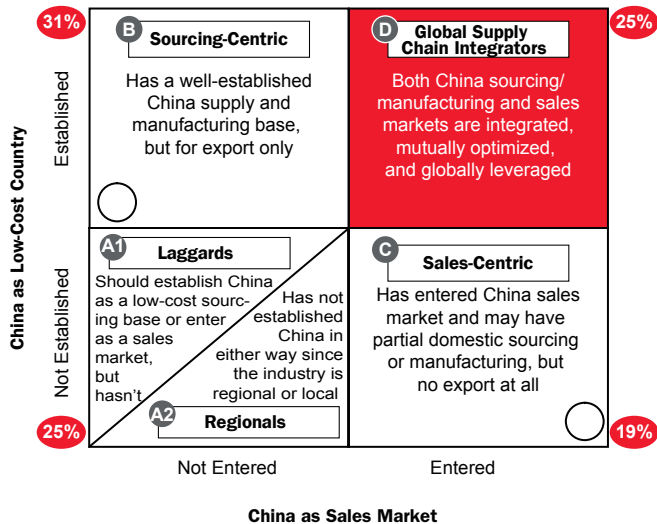 31%
B
Sourcing-Centric
Has a well-established
China supply and
manufacturing base,
but for export only
D
Global Supply
Chain Integrators
25%
Both China sourcing/
manufacturing and sales
markets are integrated,
mutually optimized,
and globally leveraged
China as Low-Cost Country
Established
Not Established
A1
Laggards
Should establish China
as a low-cost sourc-
ing base or enter
as a sales
market,
but
hasn't
Has not
established
China in
either way since
the industry is
regional or local
A2
Regionals
25%
C
Sales-Centric
Has entered China sales
market and may have
partial domestic sourcing
or manufacturing, but
no export at all
19%
Not Entered
Entered
China as Sales Market